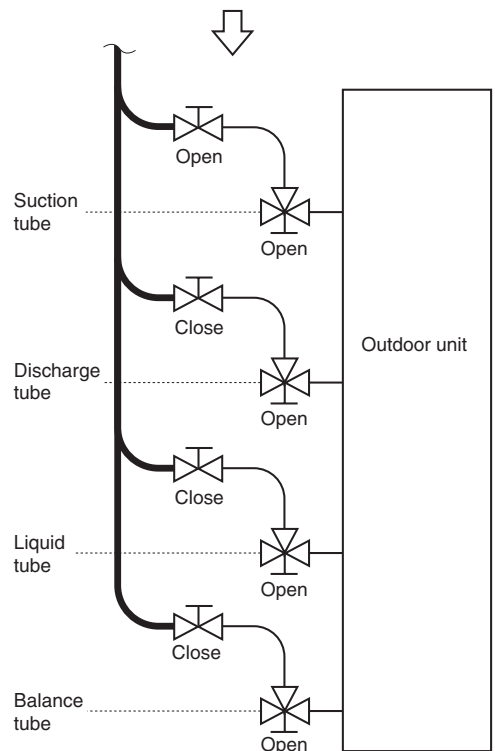 Open
Suction
tube
Open
Close
Outdoor unit
Discharge
tube
Open
Close
Liquid
tube
Open
Close
Balance
tube
Open